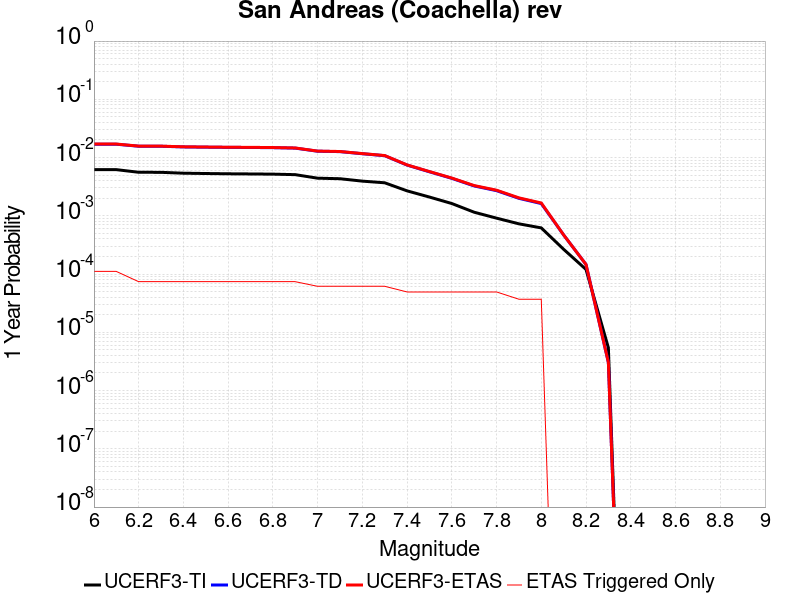 San Andreas (Coachella) rev
10^0
10^-1
10^-2
10^-3
10^-4
10^-5
10^-6
10^-7
10^-8
1 Year Probability
6 6.2 6.4 6.6 6.8 7 7.2 7.4 7.6 7.8 8 8.2 8.4 8.6 8.8 9
Magnitude
UCERF3-TI UCERF3-TD UCERF3-ETAS ETAS Triggered Only